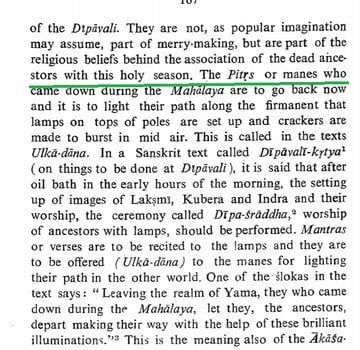 of the Dīpāvali. They are not, as popular imagination
may assume, part of merry-making, but are part of the
religious beliefs behind the association of the dead ance-
stors with this holy season. The Pitṛs or manes who
came down during the Mahālaya are to go back now
and it is to light their path along the firmanent that
lamps on tops of poles are set up and crackers are
made to burst in mid air. This is called in the texts
Ulkā-dāna. In a Sanskrit text called Dīpāvalī-kṛtya¹
(on things to be done at Dīpāvali), it is said that after
oil bath in the early hours of the morning, the setting
up of images of Lakṣmī, Kubera and Indra and their
worship, the ceremony called Dīpa-śrāddha,² worship
of ancestors with lamps, should be performed. Mantras
or verses are to be recited to the lamps and they are
to be offered (Ulkā-dāna) to the manes for lighting
their path in the other world. One of the ślokas in the
text says: “Leaving the realm of Yama, they who came
down during the Mahālaya, let they, the ancestors,
depart making their way with the help of these brilliant
illuminations.”³ This is the meaning also of the Ākāśa-